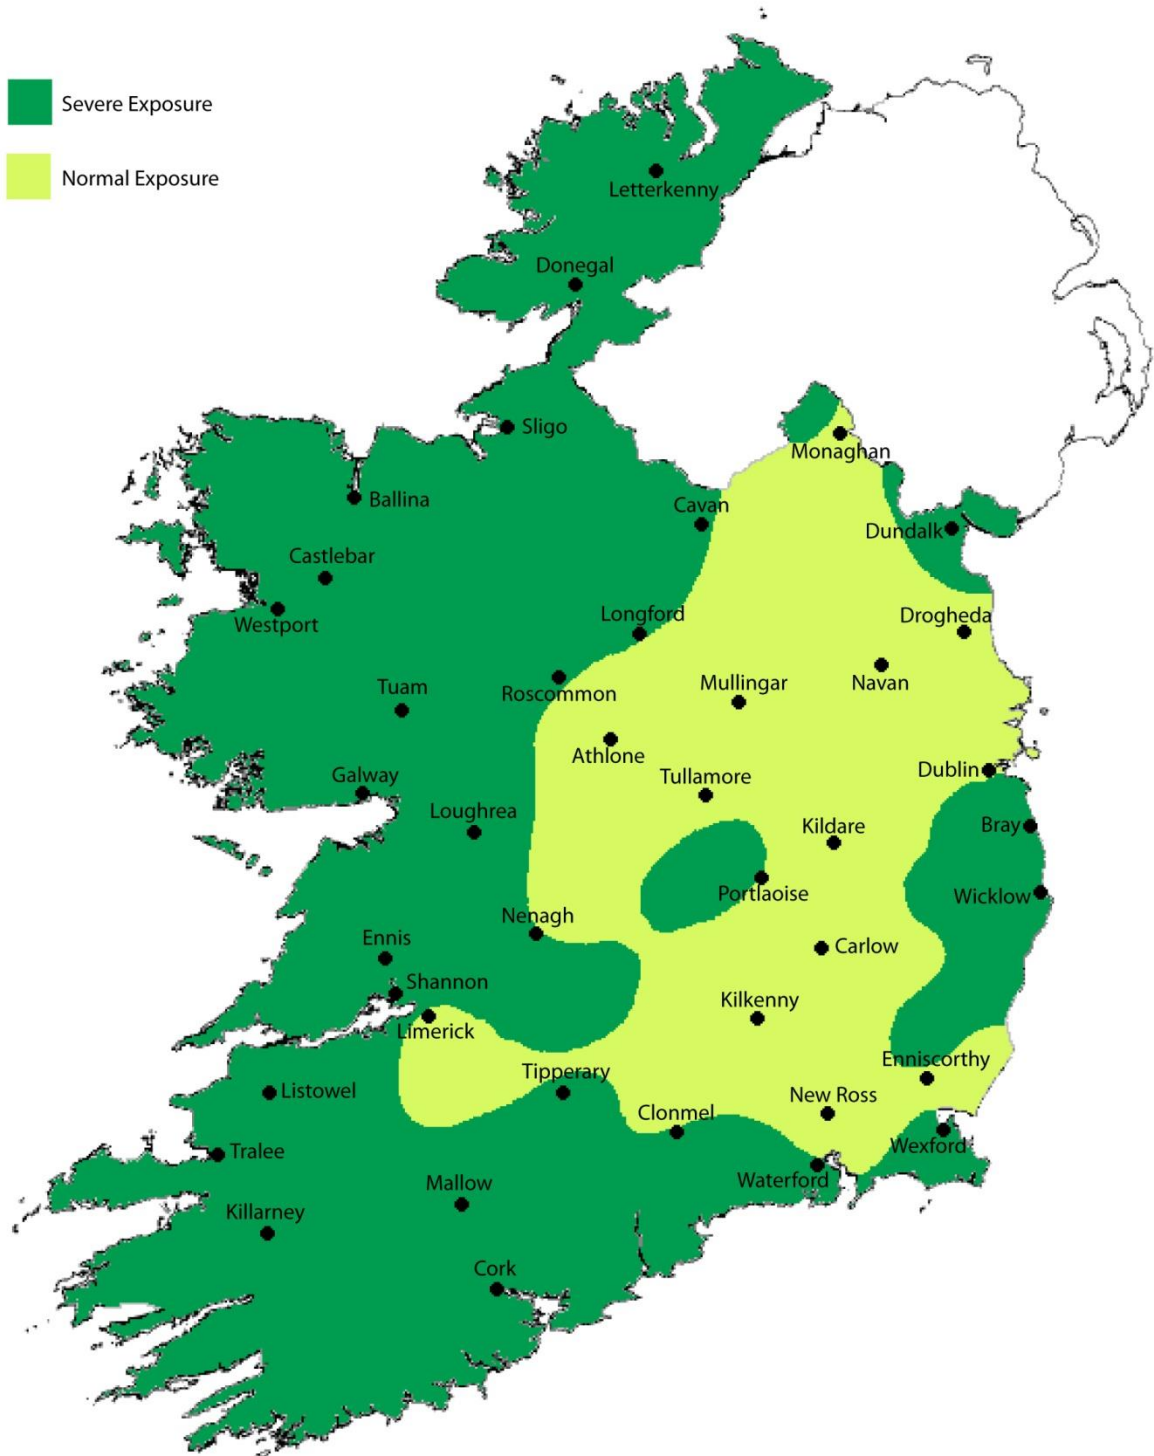 Severe Exposure
Normal Exposure
Letterkenny
Donegal
Sligo
Monaghan
Ballina
Cavan
Dundalk
Castlebar
Westport
Longford
Drogheda
Roscommon
Mullingar
Navan
Tuam
Athlone
Galway
Tullamore
Dublin
Loughrea
Kildare
Bray
Portlaoise
Wicklow
Nenagh
Ennis
Carlow
Shannon
Kilkenny
Limerick
Enniscorthy
Tipperary
Listowel
New Ross
Clonmel
Wexford
Tralee
Waterford
Mallow
Killarney
Cork